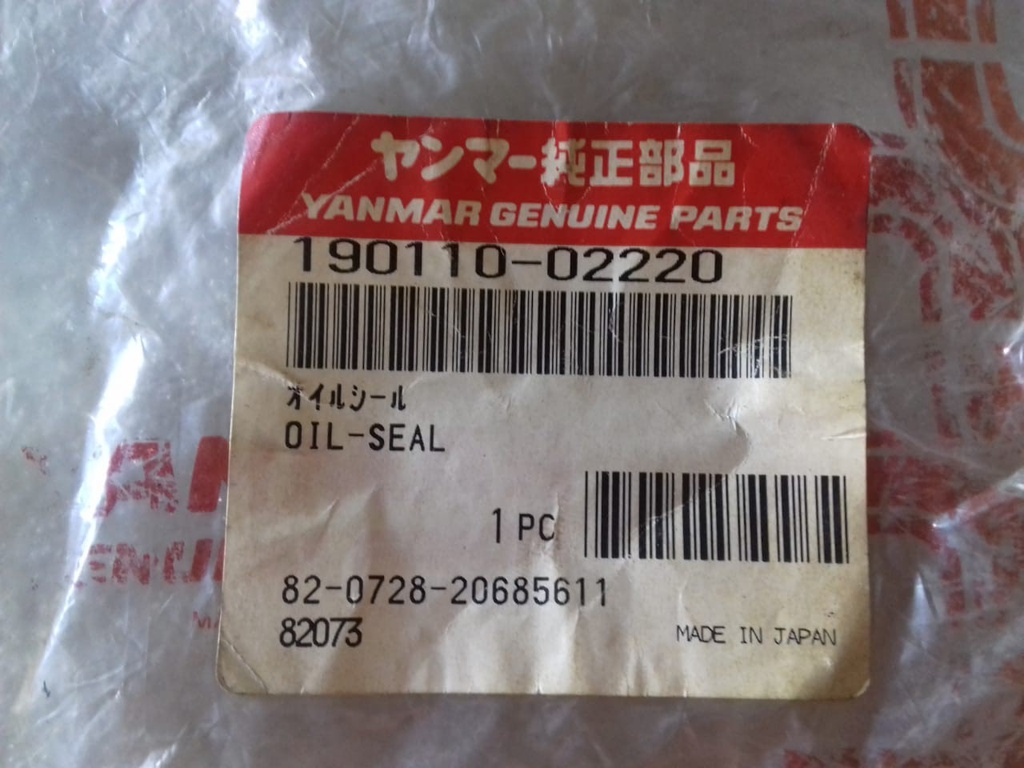 ヤンマー純正部品
YANMAR GENUINE PARTS
190110-02220
オイルシール
OIL-SEAL
1 PC
82-0728-20685611
82073
MADE IN JAPAN